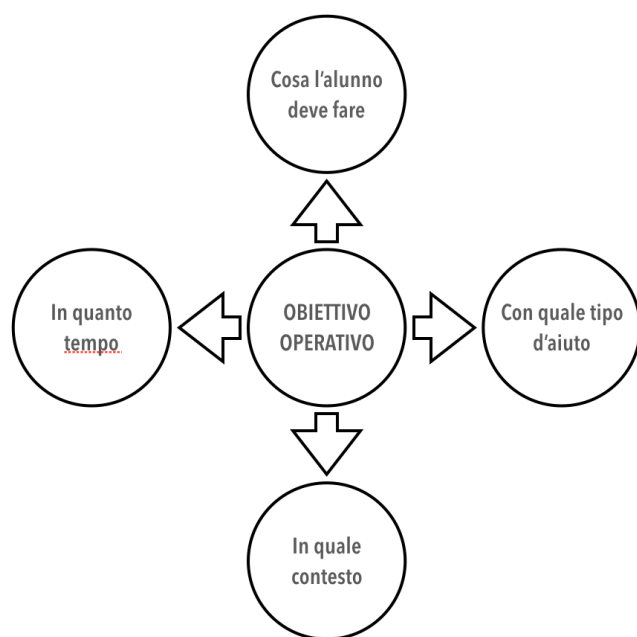 Cosa l'alunno
deve fare
In quanto
tempo
OBIETTIVO
OPERATIVO
Con quale tipo
d'aiuto
In quale
contesto